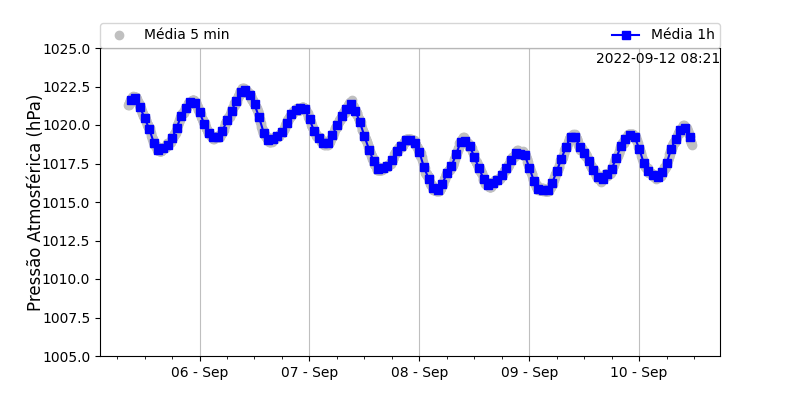 Média 5 min
Média 1h
2022-09-12 08:21
Pressão Atmosférica (hPa)
1025.0
1022.5
1020.0
1017.5
1015.0
1012.5
1010.0
1007.5
1005.0
06 - Sep
07 - Sep
08 - Sep
09 - Sep
10 - Sep